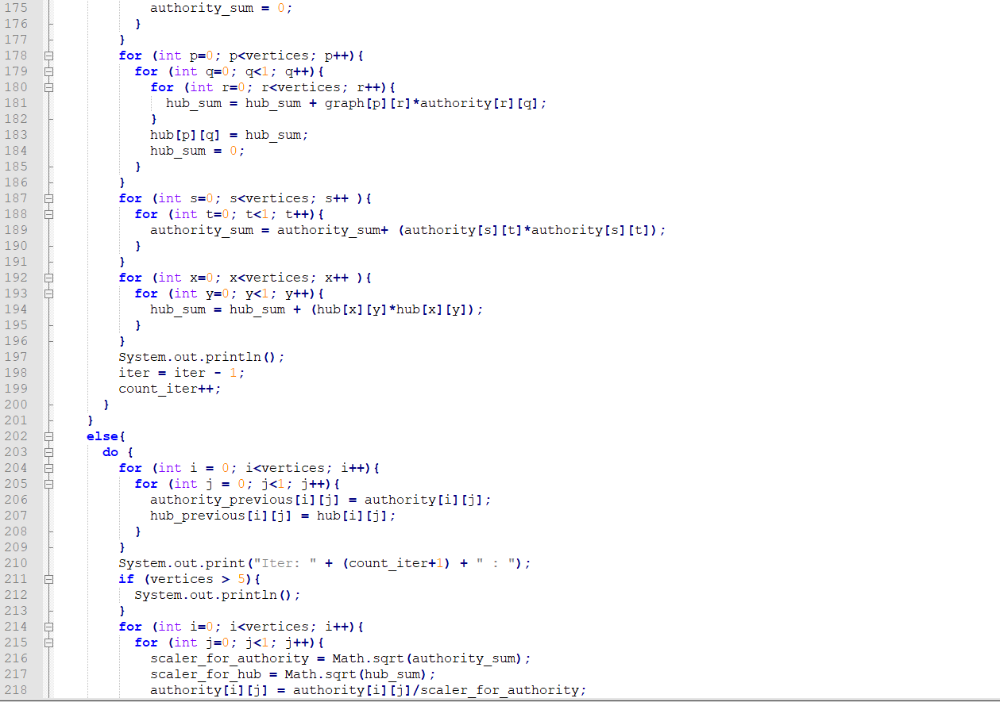 175 authority_sum = 0;
176 }
177 }
178 for (int p=0; p<vertices; p++){
179 for (int q=0; q<1; q++){
180 for (int r=0; r<vertices; r++){
181 hub_sum = hub_sum + graph[p][r]*authority[r][q];
182 }
183 hub[p][q] = hub_sum;
184 hub_sum = 0;
185 }
186 }
187 for (int s=0; s<vertices; s++ ){
188 for (int t=0; t<1; t++){
189 authority_sum = authority_sum+ (authority[s][t]*authority[s][t]);
190 }
191 }
192 for (int x=0; x<vertices; x++ ){
193 for (int y=0; y<1; y++){
194 hub_sum = hub_sum + (hub[x][y]*hub[x][y]);
195 }
196 }
197 System.out.println();
198 iter = iter - 1;
199 count_iter++;
200 }
201 }
202 else{
203 do {
204 for (int i = 0; i<vertices; i++){
205 for (int j = 0; j<1; j++){
206 authority_previous[i][j] = authority[i][j];
207 hub_previous[i][j] = hub[i][j];
208 }
209 }
210 System.out.print("Iter: " + (count_iter+1) + " : ");
211 if (vertices > 5){
212 System.out.println();
213 }
214 for (int i=0; i<vertices; i++){
215 for (int j=0; j<1; j++){
216 scaler_for_authority = Math.sqrt(authority_sum);
217 scaler_for_hub = Math.sqrt(hub_sum);
218 authority[i][j] = authority[i][j]/scaler_for_authority;